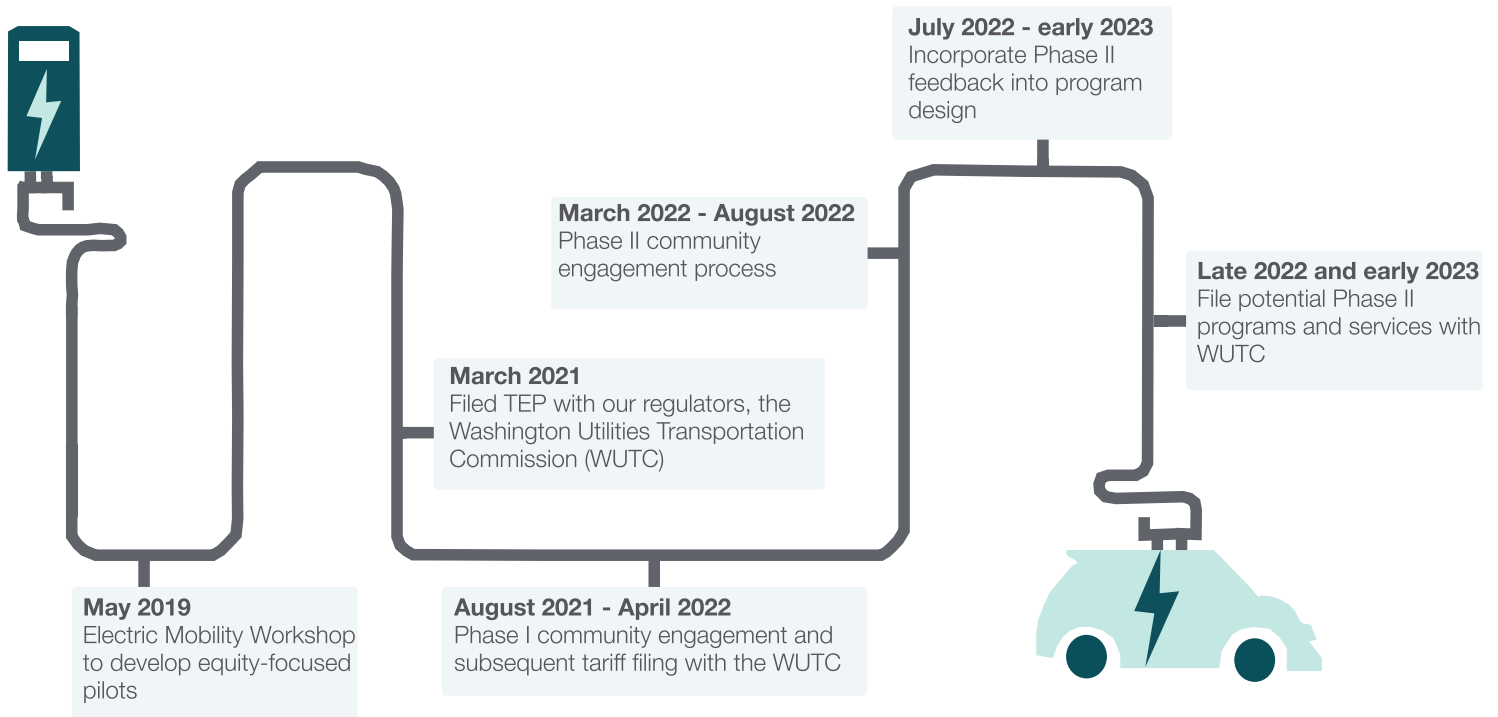 May 2019
Electric Mobility Workshop
to develop equity-focused
pilots
March 2021
Filed TEP with our regulators, the
Washington Utilities Transportation
Commission (WUTC)
August 2021 - April 2022
Phase I community engagement and
subsequent tariff filing with the WUTC
March 2022 - August 2022
Phase II community
engagement process
July 2022 - early 2023
Incorporate Phase II
feedback into program
design
Late 2022 and early 2023
File potential Phase II
programs and services with
WUTC